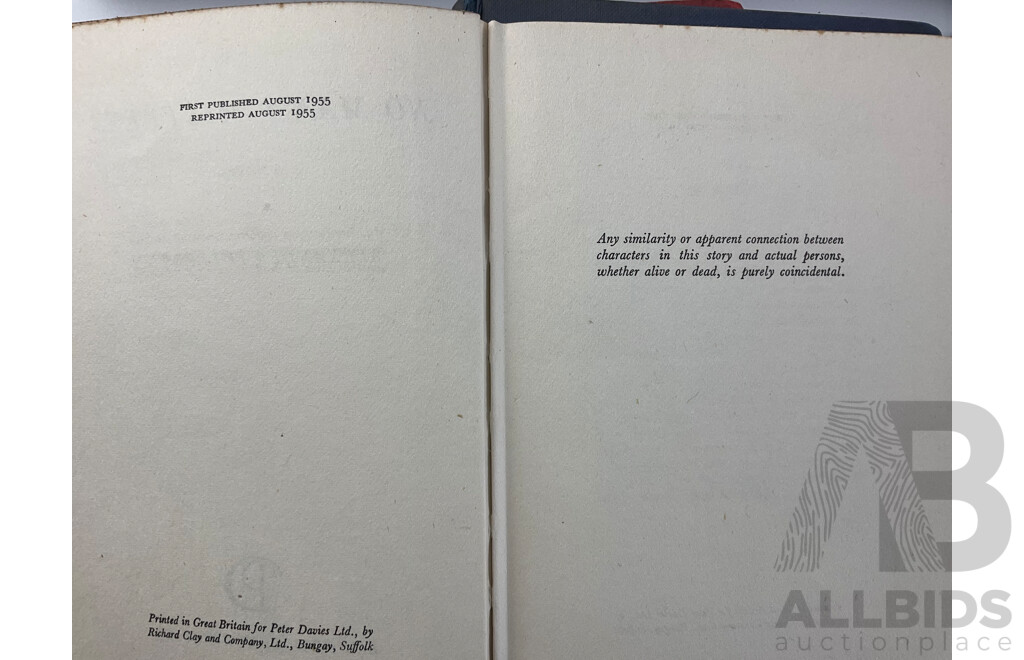 FIRST PUBLISHED AUGUST 1955
REPRINTED AUGUST 1955
Printed in Great Britain for Peter Davies Ltd., by
Richard Clay and Company, Ltd., Bungay, Suffolk
Any similarity or apparent connection between
characters in this story and actual persons,
whether alive or dead, is purely coincidental.
AB
ALLBIDS
auctionplace